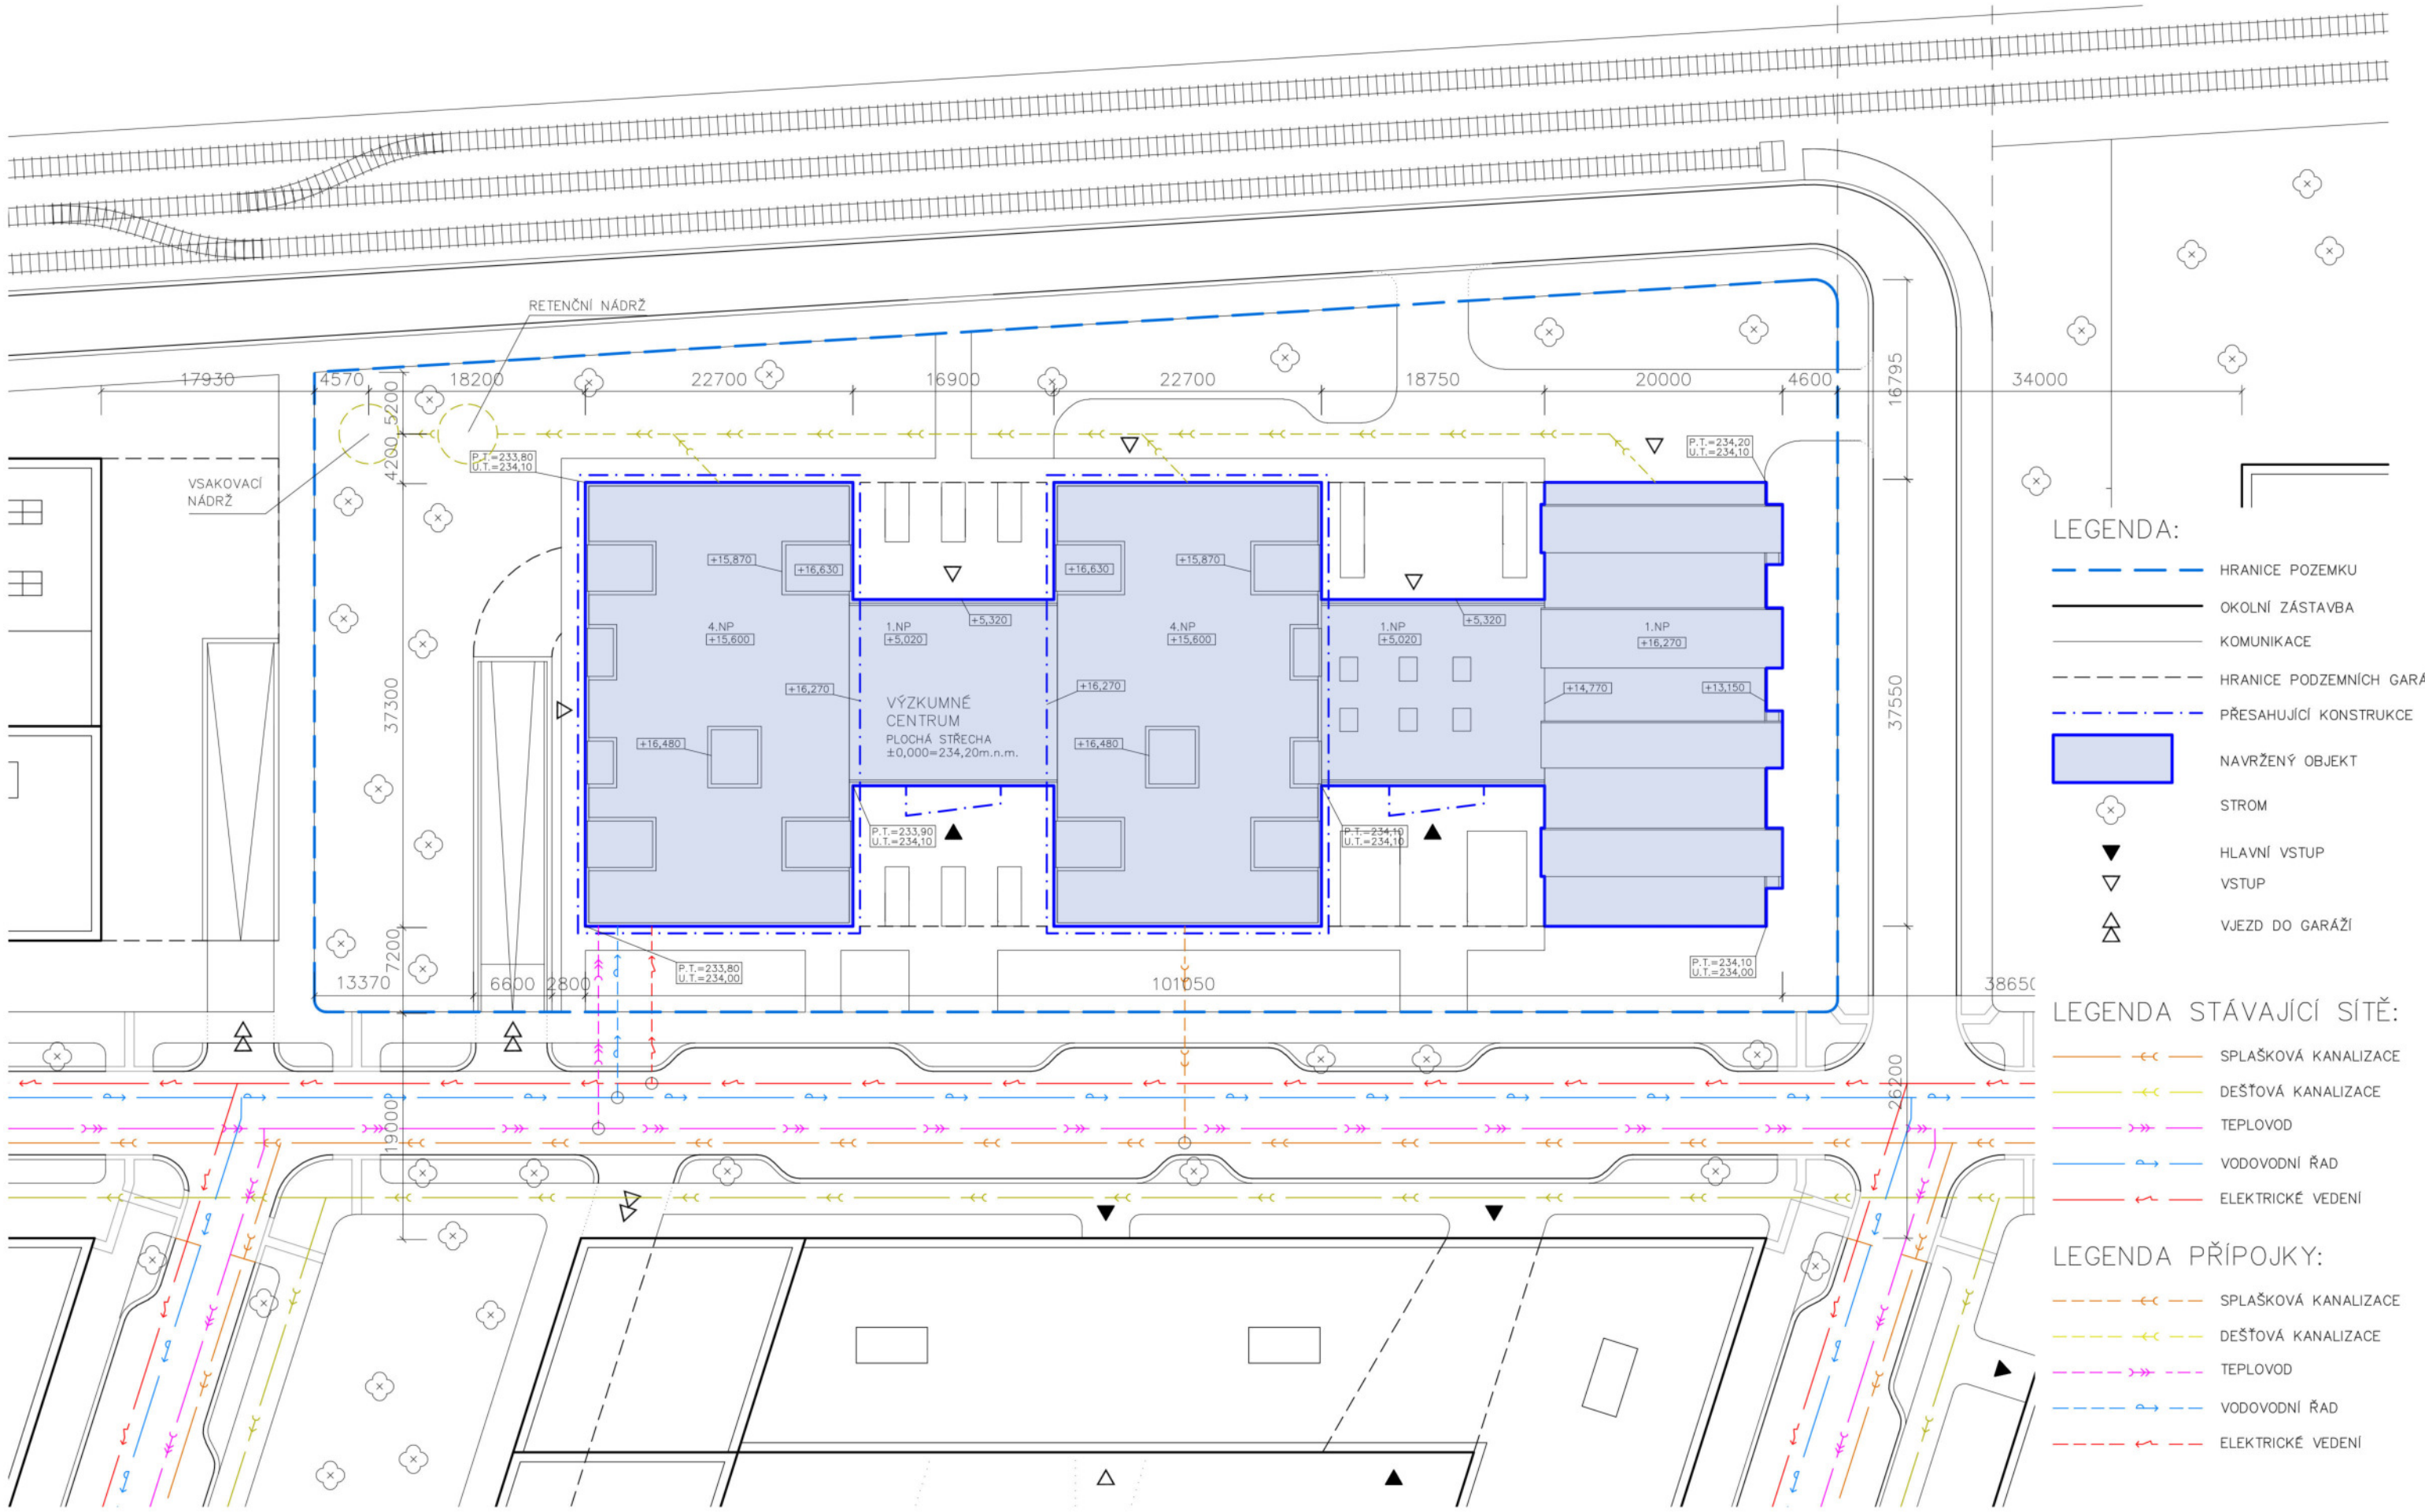 RETENČNÍ NÁDRŽ
17930
4570
18200
22700
16900
22700
18750
20000
4600
34000
5200
16795
4200
P.T.=233,80
U.T.=234,10
P.T.=234,20
U.T.=234,10
VSAKOVACÍ
NÁDRŽ
+15,870
+16,630
+16,630
+15,870
+5,320
+5,320
4.NP
+15,600
1.NP
+5,020
4.NP
+15,600
1.NP
+5,020
1.NP
+16,270
+16,270
+16,270
+14,770
+13,150
37300
37550
VÝZKUMNÉ
CENTRUM
PLOCHÁ STŘECHA
±0,000=234,20m.n.m.
+16,480
+16,480
P.T.=233,90
U.T.=234,10
P.T.=234,10
U.T.=234,10
7200
P.T.=233,80
U.T.=234,00
P.T.=234,10
U.T.=234,00
13370
6600
2800
101050
38650
19000
26200
LEGENDA:
HRANICE POZEMKU
OKOLNÍ ZÁSTAVBA
KOMUNIKACE
HRANICE PODZEMNÍCH GARÁ
PŘESAHUJÍCÍ KONSTRUKCE
NAVRŽENÝ OBJEKT
STROM
HLAVNÍ VSTUP
VSTUP
VJEZD DO GARÁŽÍ
LEGENDA STÁVAJÍCÍ SÍTĚ:
SPLAŠKOVÁ KANALIZACE
DEŠŤOVÁ KANALIZACE
TEPLOVOD
VODOVODNÍ ŘAD
ELEKTRICKÉ VEDENÍ
LEGENDA PŘÍPOJKY:
SPLAŠKOVÁ KANALIZACE
DEŠŤOVÁ KANALIZACE
TEPLOVOD
VODOVODNÍ ŘAD
ELEKTRICKÉ VEDENÍ